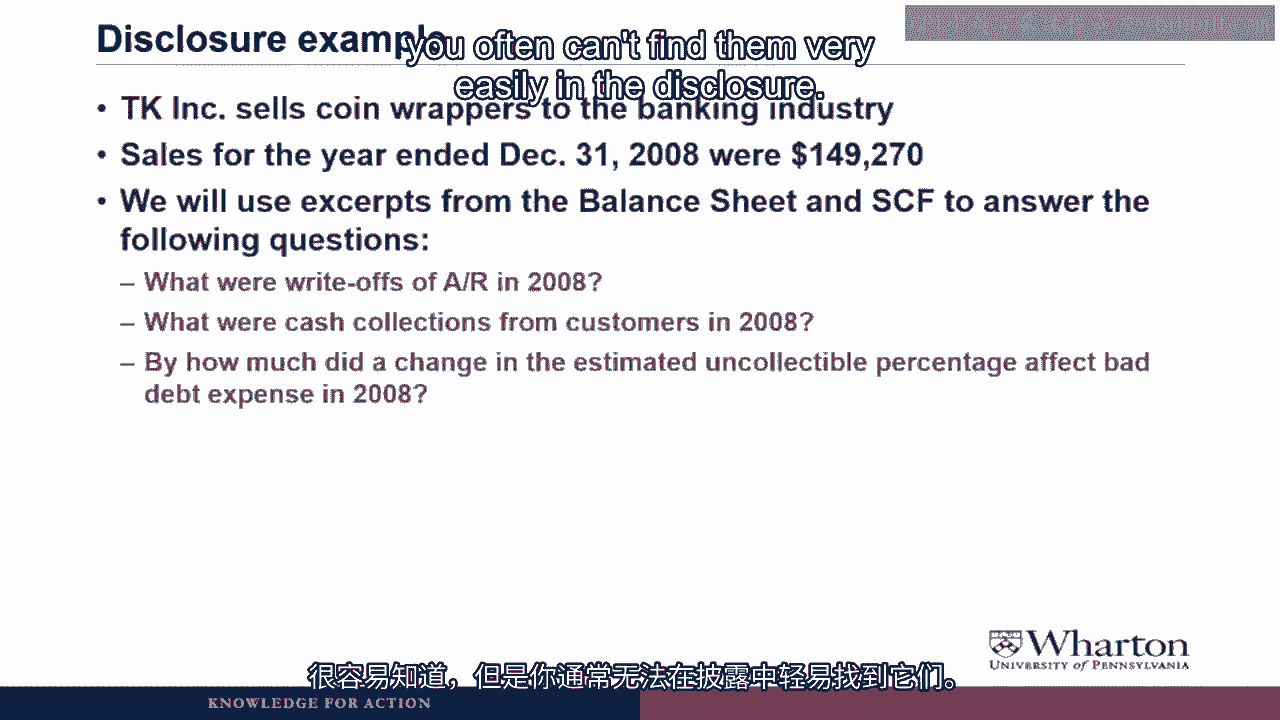 Disclosure example
you often can't find them very
easily in the disclosure.
• TK Inc. sells coin wrappers to the banking industry
• Sales for the year ended Dec. 31, 2008 were $149,270
• We will use excerpts from the Balance Sheet and SCF to answer the
following questions:
– What were write-offs of A/R in 2008?
– What were cash collections from customers in 2008?
– By how much did a change in the estimated uncollectible percentage affect bad
debt expense in 2008?
Wharton
UNIVERSITY of PENNSYLVANIA
很容易知道，但是你通常无法在披露中轻易找到它们。
KNOWLEDGE FOR ACTION